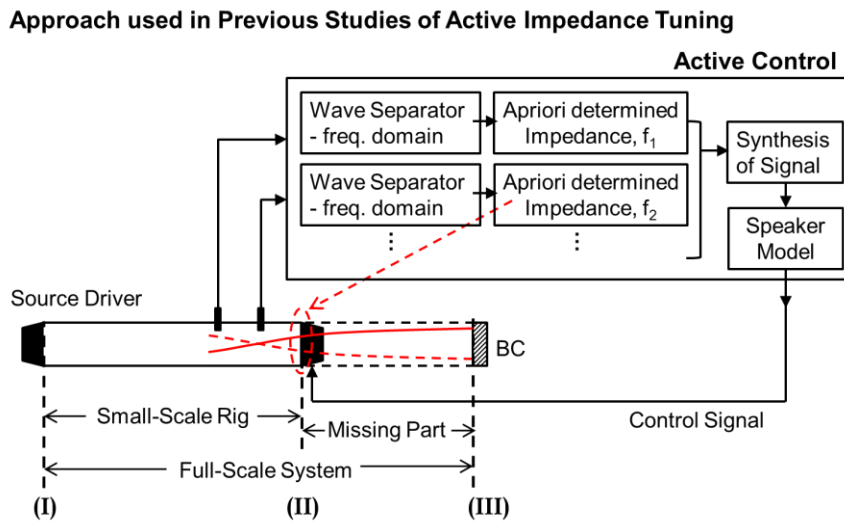 Approach used in Previous Studies of Active Impedance Tuning
Active Control
Wave Separator
- freq. domain
Apriori determined
Impedance, f₁
Synthesis
of Signal
Wave Separator
- freq. domain
Apriori determined
Impedance, f₂
Speaker
Model
⋮
⋮
Source Driver
BC
Small-Scale Rig
Missing Part
Control Signal
Full-Scale System
(I)
(II)
(III)